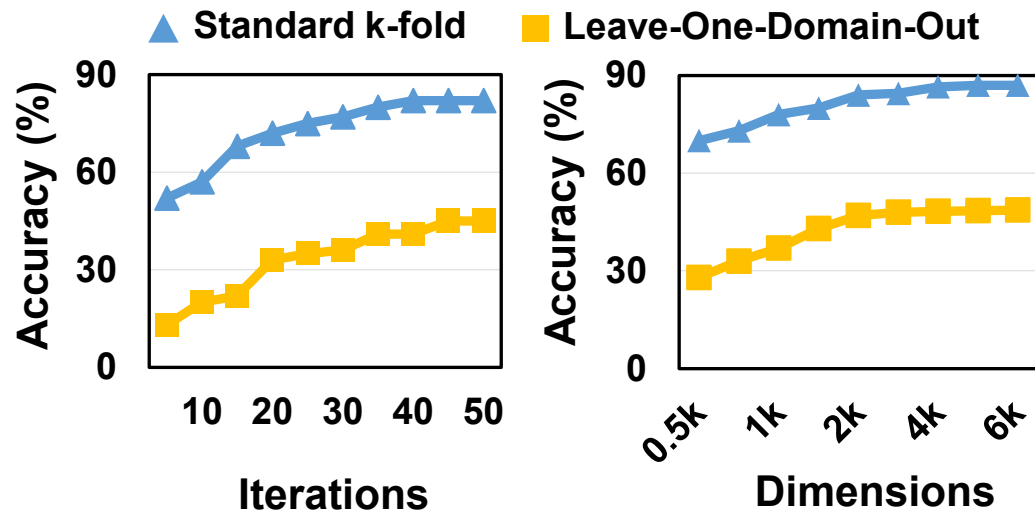 Standard k-fold
Leave-One-Domain-Out
Accuracy (%)
90
60
30
0
10 20 30 40 50
Iterations
Accuracy (%)
90
60
30
0
0.5k 1k 2k 4k 6k
Dimensions